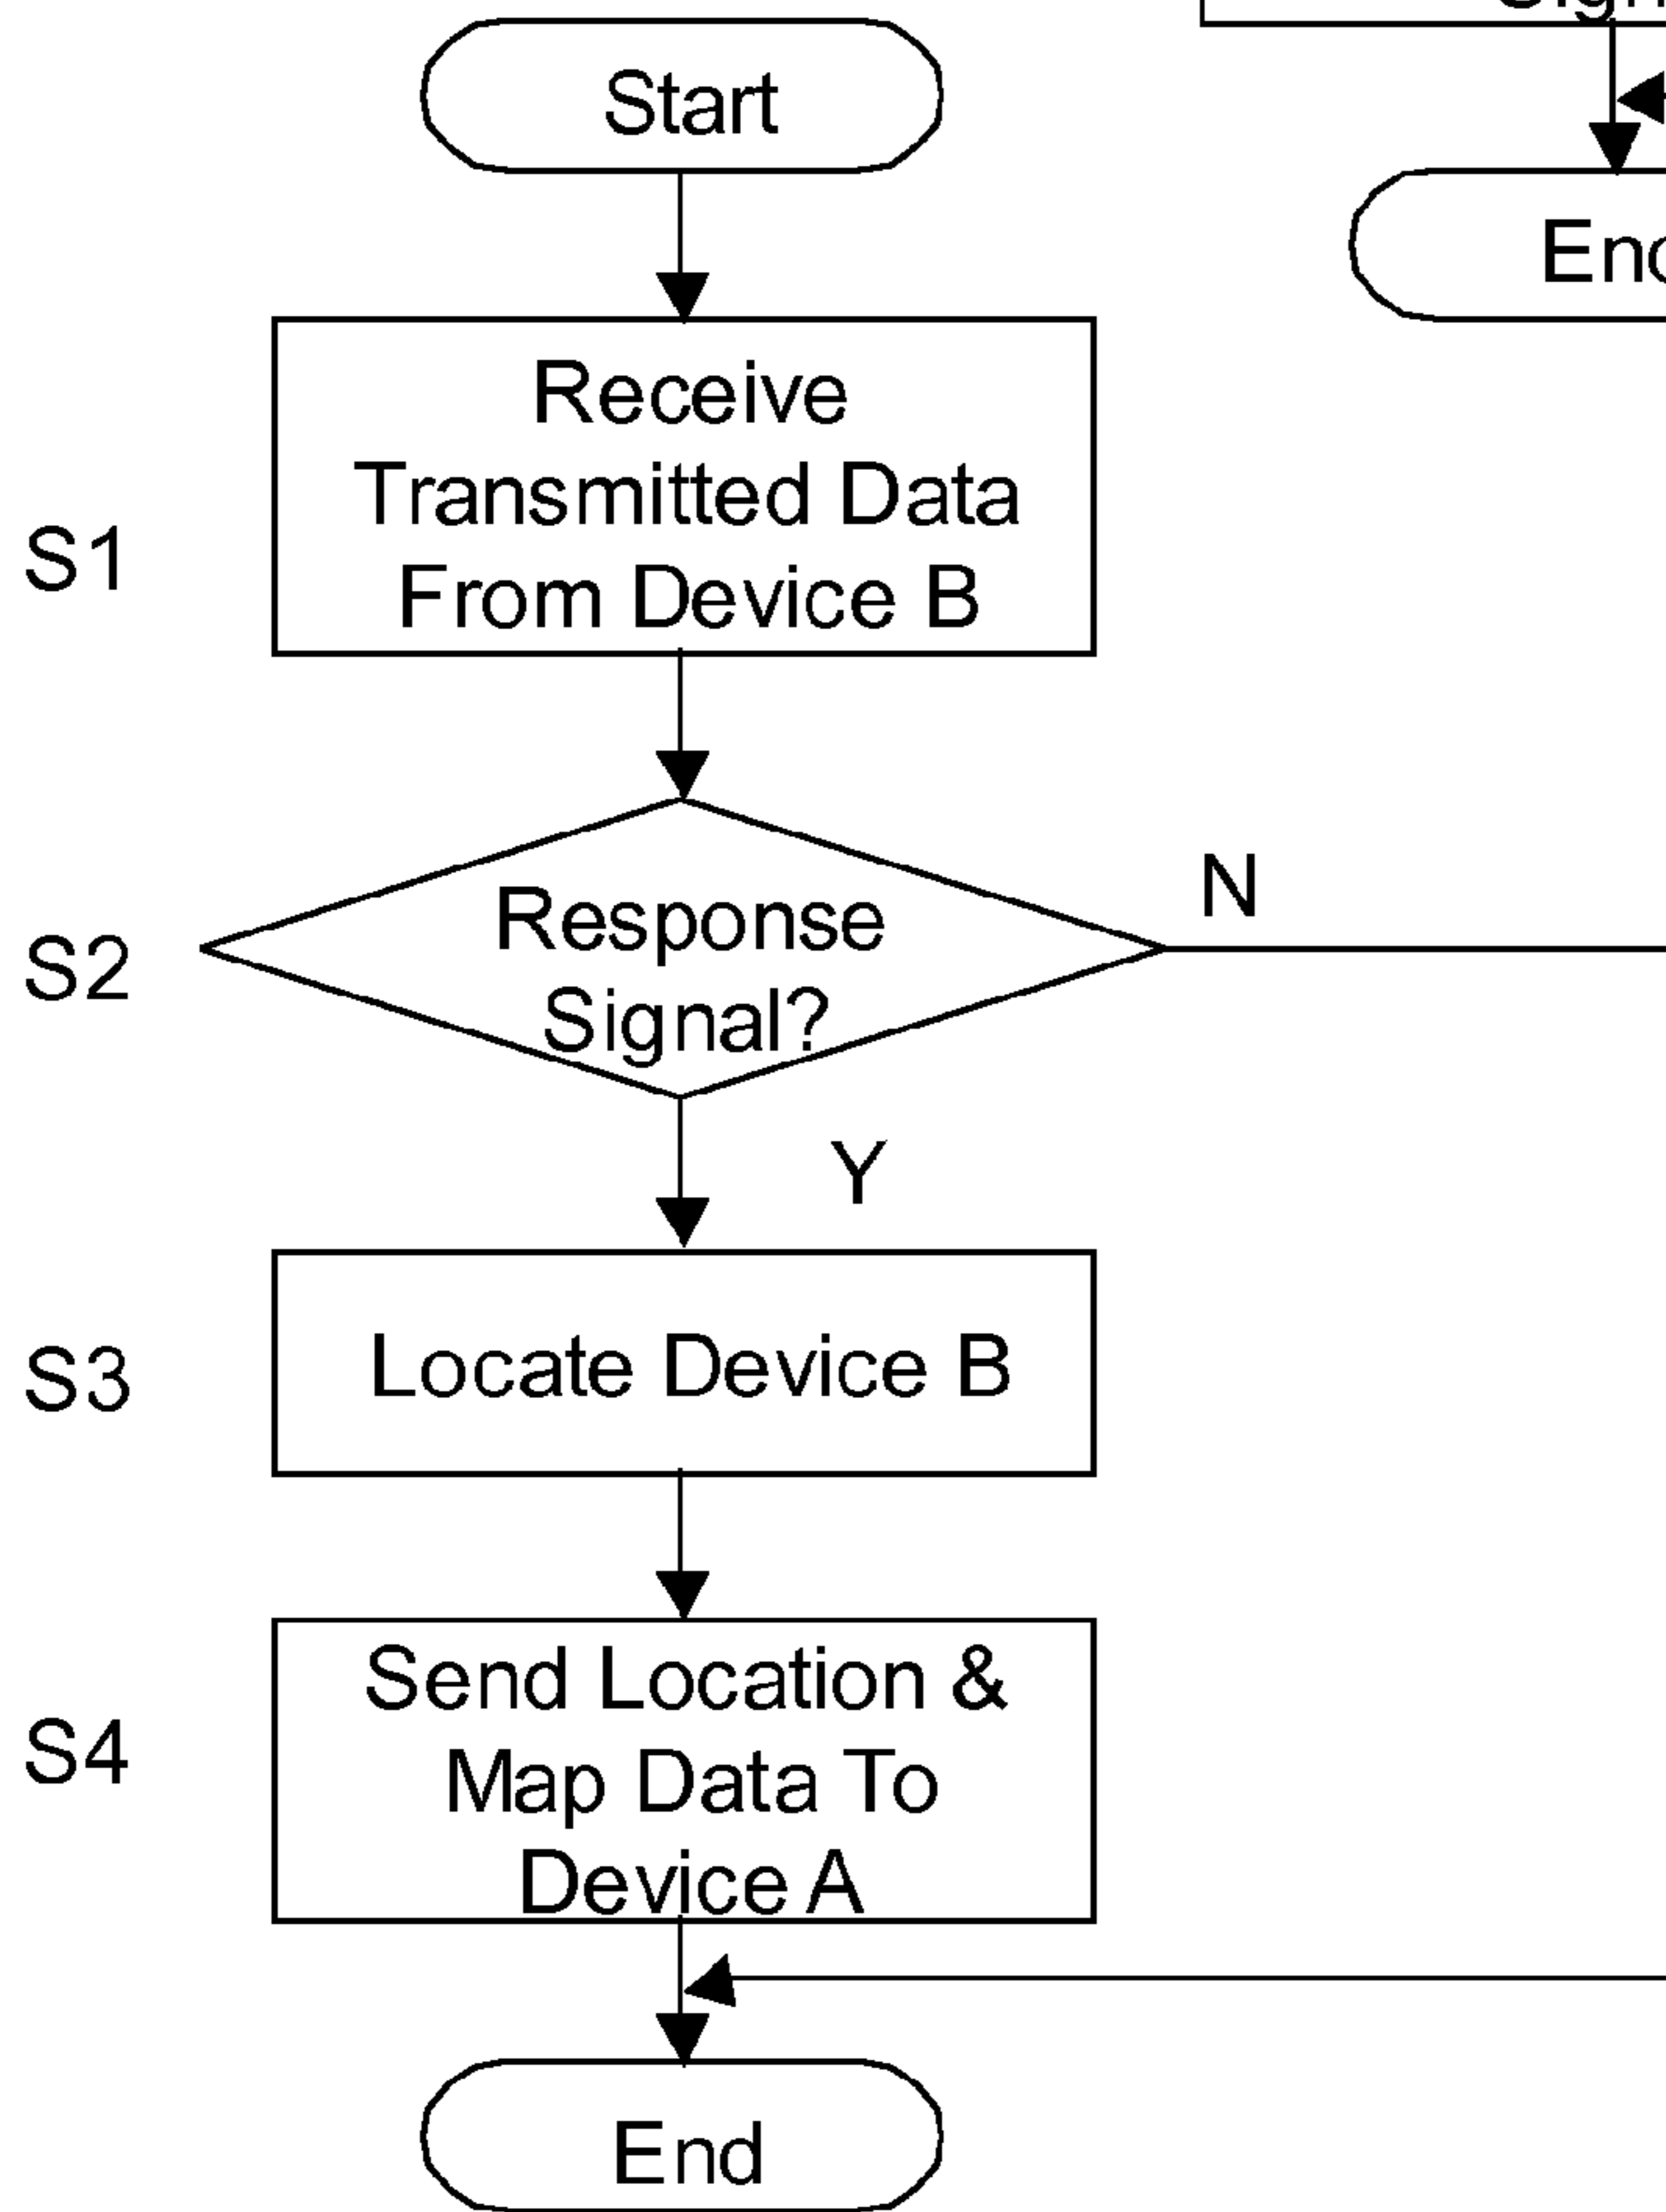 Start
S1
Receive
Transmitted Data
From Device B
S2
Response
Signal?
N
Y
S3
Locate Device B
S4
Send Location &
Map Data To
Device A
End